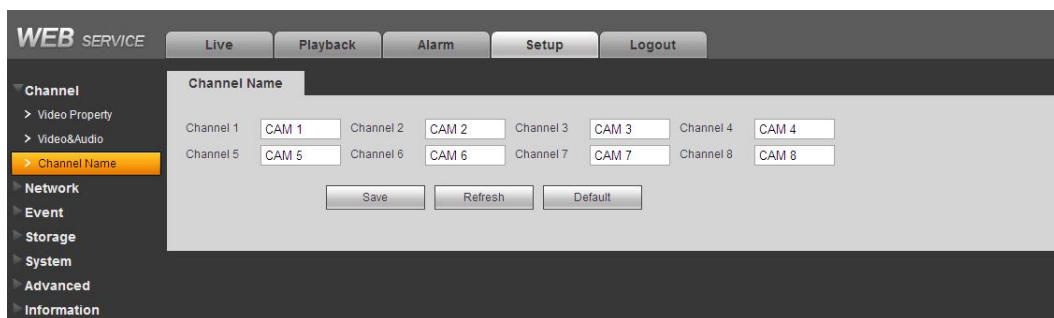 WEB SERVICE
Live Playback Alarm Setup Logout
Channel
> Video Property
> Video&Audio
> Channel Name
Network
Event
Storage
System
Advanced
Information
Channel Name
Channel 1 CAM 1 Channel 2 CAM 2 Channel 3 CAM 3 Channel 4 CAM 4
Channel 5 CAM 5 Channel 6 CAM 6 Channel 7 CAM 7 Channel 8 CAM 8
Save Refresh Default